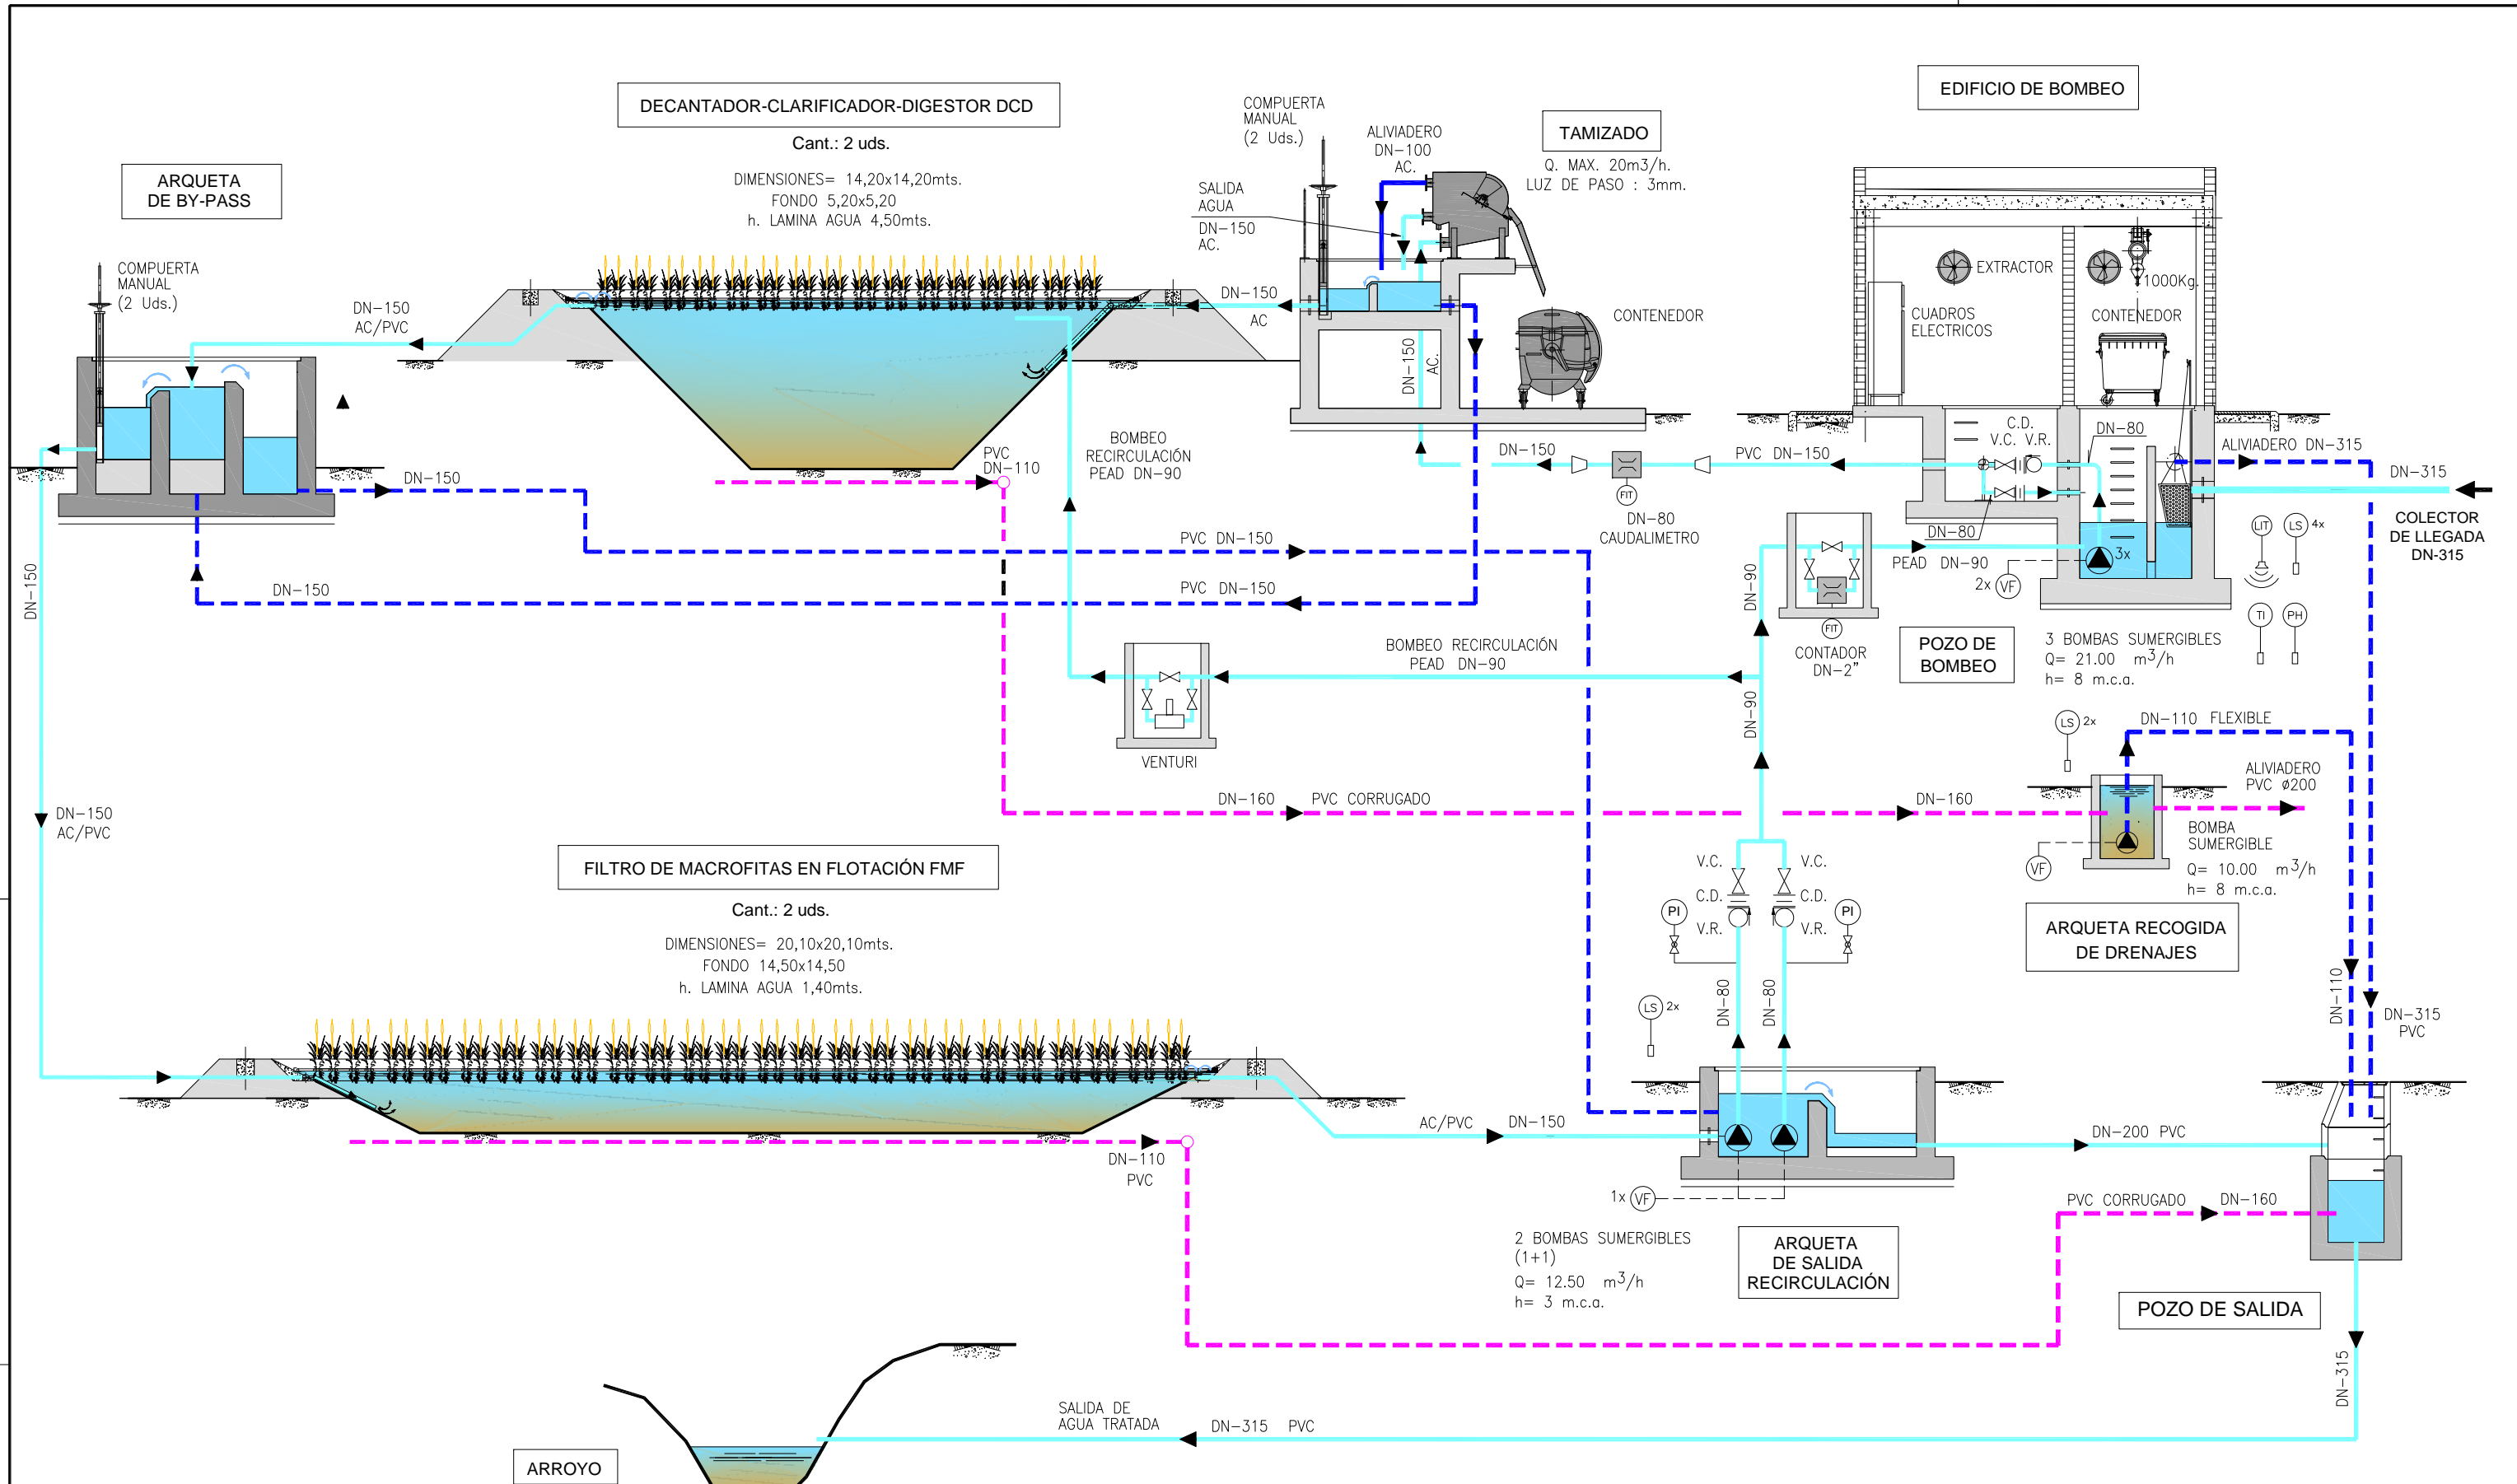 DECANTADOR-CLARIFICADOR-DIGESTOR DCD
Cant.: 2 uds.
DIMENSIONES= 14,20x14,20mts.
FONDO 5,20x5,20
h. LAMINA AGUA 4,50mts.
ARQUETA
DE BY-PASS
COMPUERTA
MANUAL
(2 Uds.)
DN-150
AC/PVC
COMPUERTA
MANUAL
(2 Uds.)
ALIVIADERO
DN-100
AC.
SALIDA
AGUA
DN-150
AC.
TAMIZADO
Q. MAX. 20m3/h.
LUZ DE PASO : 3mm.
DN-150
AC
DN-150
AC.
CONTENEDOR
EDIFICIO DE BOMBEO
EXTRACTOR
1000Kg.
CUADROS
ELECTRICOS
CONTENEDOR
C.D.
V.C. V.R.
DN-80
ALIVIADERO DN-315
DN-315
COLECTOR
DE LLEGADA
DN-315
DN-150
PVC DN-150
FIT
DN-80
CAUDALIMETRO
DN-80
3x
2x VF
LIT
LS 4x
TI
PH
PEAD DN-90
DN-90
FIT
CONTADOR
DN-2"
POZO DE
BOMBEO
3 BOMBAS SUMERGIBLES
Q= 21.00 m3/h
h= 8 m.c.a.
BOMBEO
RECIRCULACIÓN
PEAD DN-90
PVC
DN-110
DN-150
PVC DN-150
DN-150
PVC DN-150
DN-150
BOMBEO RECIRCULACIÓN
PEAD DN-90
DN-90
VENTURI
LS 2x
DN-110 FLEXIBLE
ALIVIADERO
PVC ø200
DN-160
PVC CORRUGADO
DN-160
BOMBA
SUMERGIBLE
VF
Q= 10.00 m3/h
h= 8 m.c.a.
ARQUETA RECOGIDA
DE DRENAJES
DN-150
AC/PVC
FILTRO DE MACROFITAS EN FLOTACIÓN FMF
Cant.: 2 uds.
DIMENSIONES= 20,10x20,10mts.
FONDO 14,50x14,50
h. LAMINA AGUA 1,40mts.
V.C.
V.C.
C.D.
C.D.
PI
PI
V.R.
V.R.
DN-80
DN-80
LS 2x
DN-110
DN-315
PVC
AC/PVC
DN-150
DN-200 PVC
DN-110
PVC
1x VF
PVC CORRUGADO
DN-160
2 BOMBAS SUMERGIBLES
(1+1)
Q= 12.50 m3/h
h= 3 m.c.a.
ARQUETA
DE SALIDA
RECIRCULACIÓN
POZO DE SALIDA
DN-315
SALIDA DE
AGUA TRATADA
DN-315 PVC
ARROYO